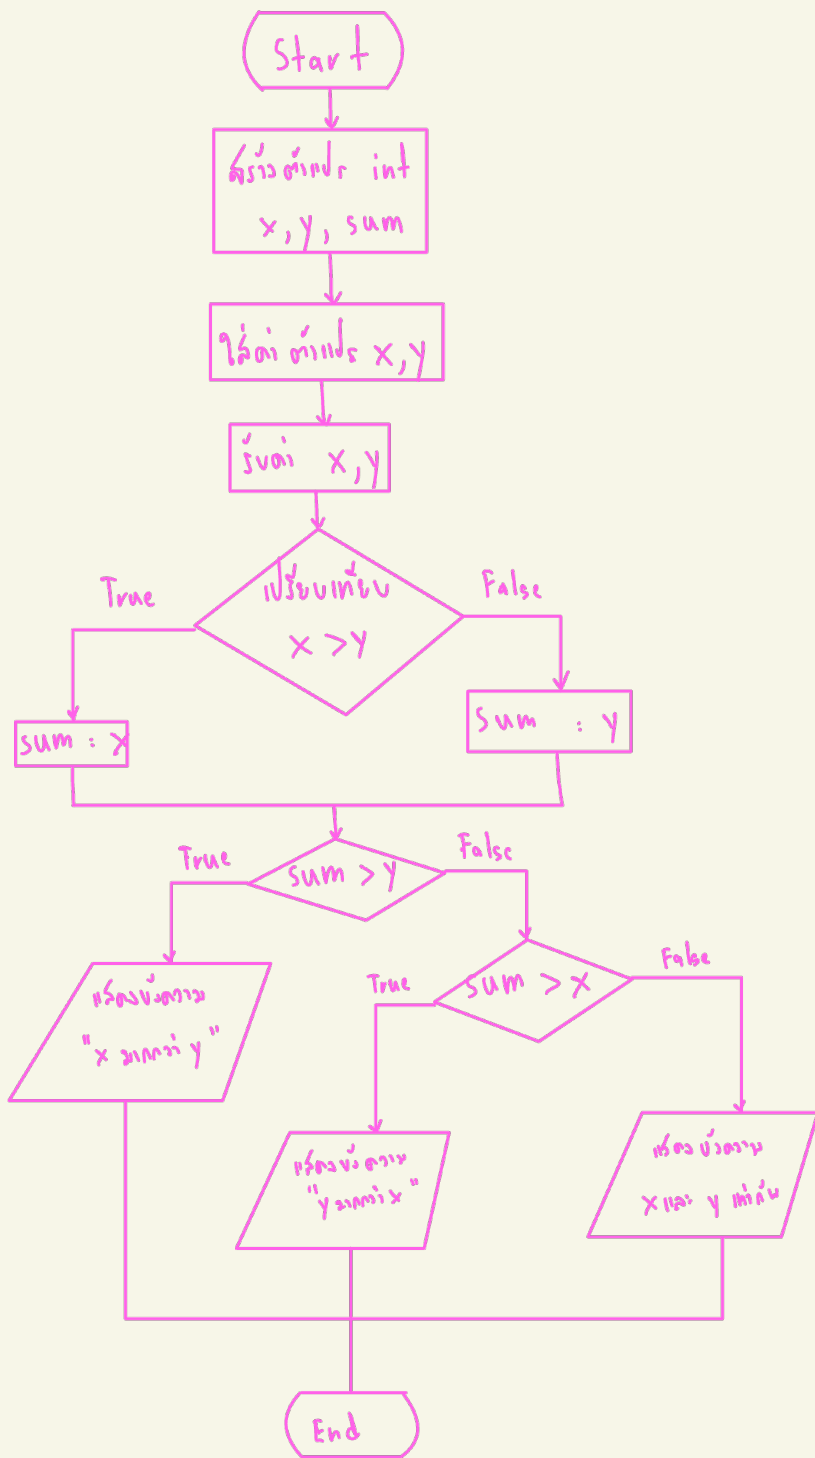 Start
สร้างตัวแปร int
x, y, sum
ใส่ค่า ตัวแปร x, y
รับค่า x, y
True
เปรียบเทียบ
x > y
False
sum : x
sum : y
True
sum > y
False
แสดงข้อความ
"x มากกว่า y"
True
sum > x
False
แสดงข้อความ
"y มากกว่า x"
แสดงข้อความ
x และ y เท่ากัน
End